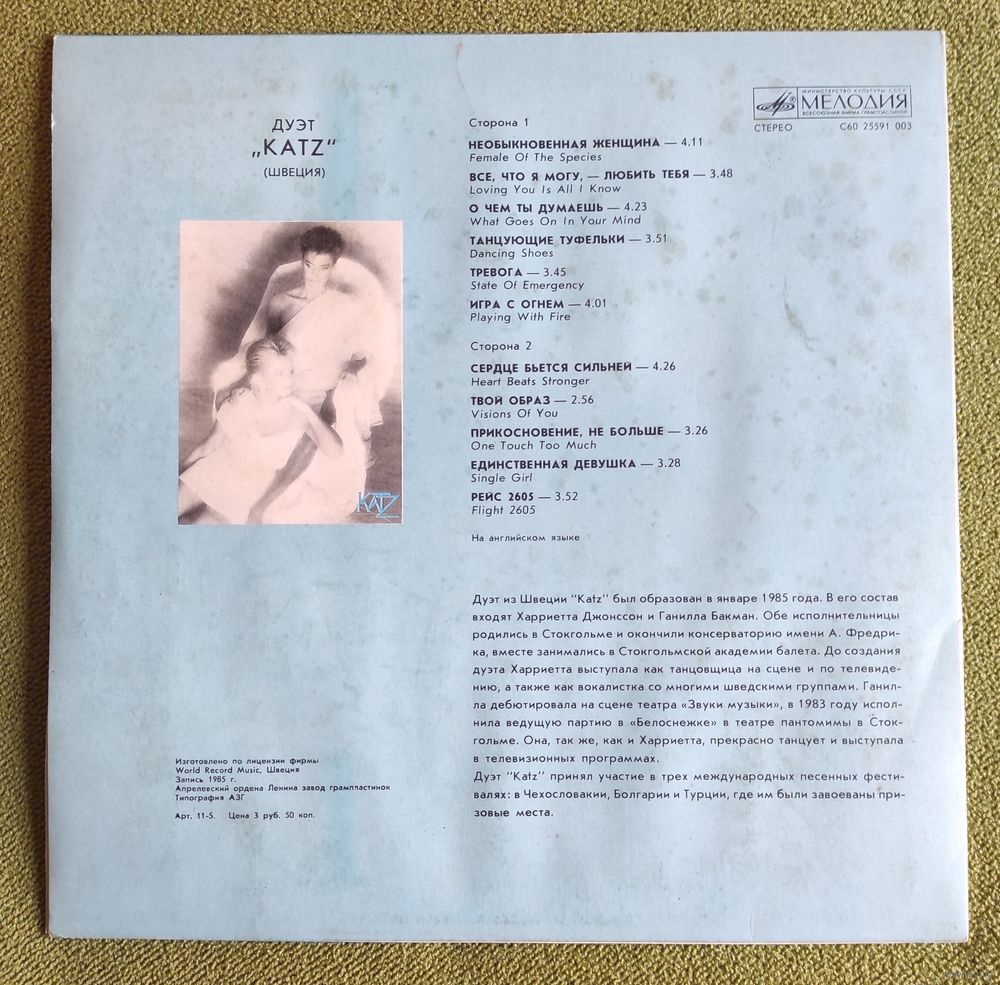 ДУЭТ
„KATZ“
(ШВЕЦИЯ)
KATZ
МИНИСТЕРСТВО КУЛЬТУРЫ СССР
МЕЛОДИЯ
ВСЕСОЮЗНАЯ ФИРМА ГРАМПЛАСТИНОК
СТЕРЕО С60 25591 003
Сторона 1
НЕОБЫКНОВЕННАЯ ЖЕНЩИНА — 4.11
Female Of The Species
ВСЕ, ЧТО Я МОГУ, — ЛЮБИТЬ ТЕБЯ — 3.48
Loving You Is All I Know
О ЧЕМ ТЫ ДУМАЕШЬ — 4.23
What Goes On In Your Mind
ТАНЦУЮЩИЕ ТУФЕЛЬКИ — 3.51
Dancing Shoes
ТРЕВОГА — 3.45
State Of Emergency
ИГРА С ОГНЕМ — 4.01
Playing With Fire
Сторона 2
СЕРДЦЕ БЬЕТСЯ СИЛЬНЕЙ — 4.26
Heart Beats Stronger
ТВОЙ ОБРАЗ — 2.56
Visions Of You
ПРИКОСНОВЕНИЕ, НЕ БОЛЬШЕ — 3.26
One Touch Too Much
ЕДИНСТВЕННАЯ ДЕВУШКА — 3.28
Single Girl
РЕЙС 2605 — 3.52
Flight 2605
На английском языке
Дуэт из Швеции "Katz" был образован в январе 1985 года. В его состав
входят Харриетта Джонссон и Ганилла Бакман. Обе исполнительницы
родились в Стокгольме и окончили консерваторию имени А. Фредри-
ка, вместе занимались в Стокгольмской академии балета. До создания
дуэта Харриетта выступала как танцовщица на сцене и по телевиде-
нию, а также как вокалистка со многими шведскими группами. Ганил-
ла дебютировала на сцене театра «Звуки музыки», в 1983 году испол-
нила ведущую партию в «Белоснежке» в театре пантомимы в Сток-
гольме. Она, так же, как и Харриетта, прекрасно танцует и выступала
в телевизионных программах.
Дуэт "Katz" принял участие в трех международных песенных фести-
валях: в Чехословакии, Болгарии и Турции, где им были завоеваны при-
зовые места.
Изготовлено по лицензии фирмы
World Record Music, Швеция
Запись 1985 г.
Апрелевский ордена Ленина завод грампластинок
Типография АЗГ
Арт. 11-5. Цена 3 руб. 50 коп.